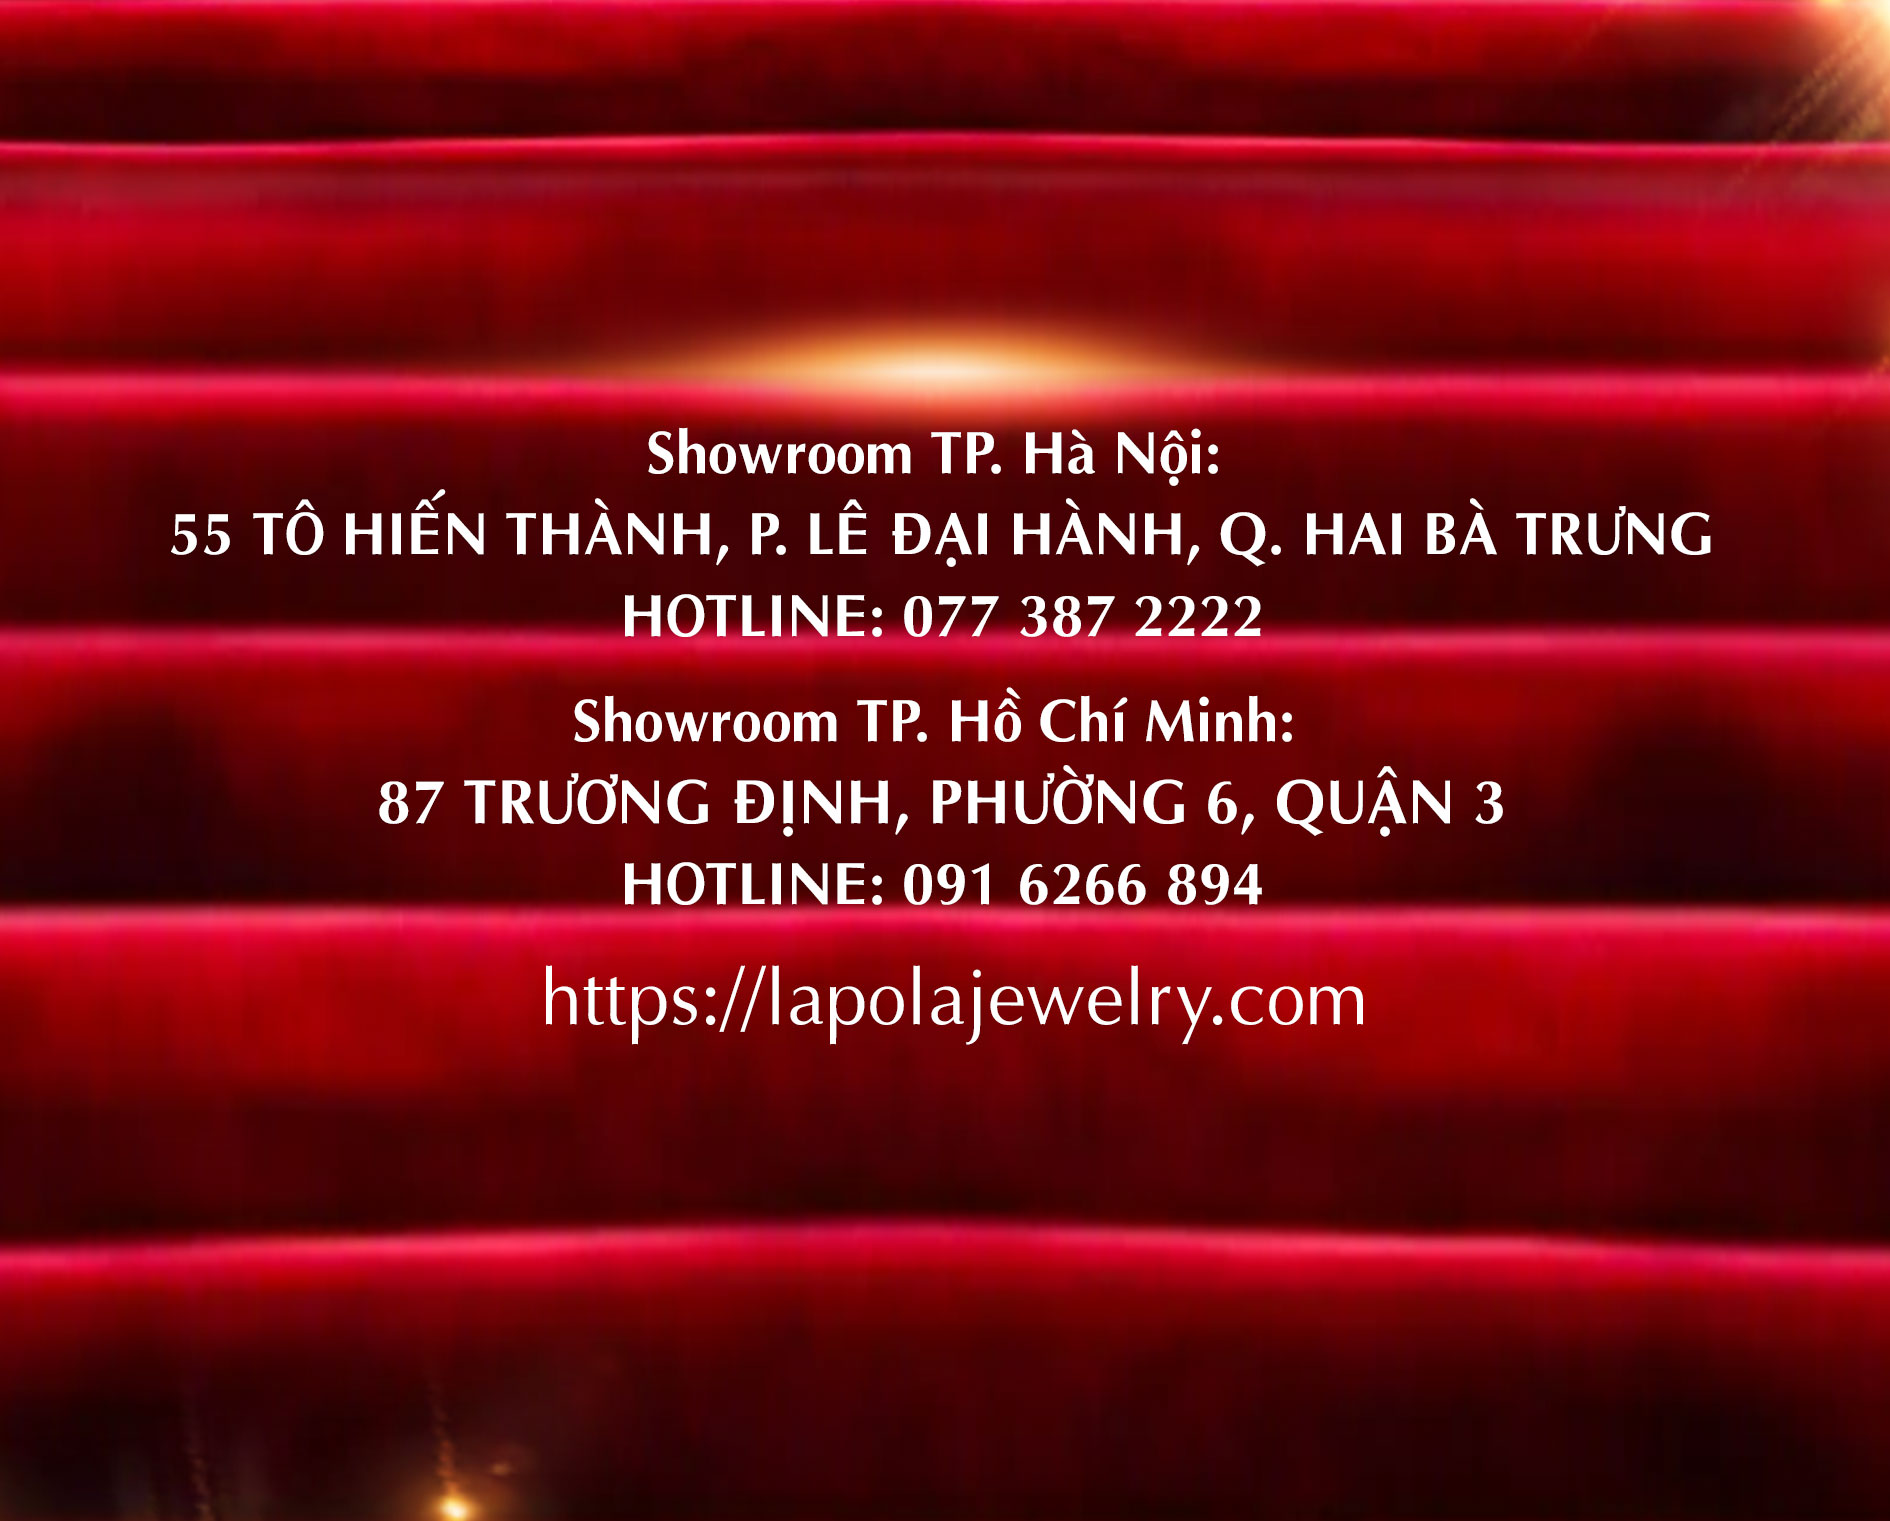 Showroom TP. Hà Nội:
55 TÔ HIẾN THÀNH, P. LÊ ĐẠI HÀNH, Q. HAI BÀ TRƯNG
HOTLINE: 077 387 2222
Showroom TP. Hồ Chí Minh:
87 TRƯƠNG ĐỊNH, PHƯỜNG 6, QUẬN 3
HOTLINE: 091 6266 894
https://lapolajewelry.com